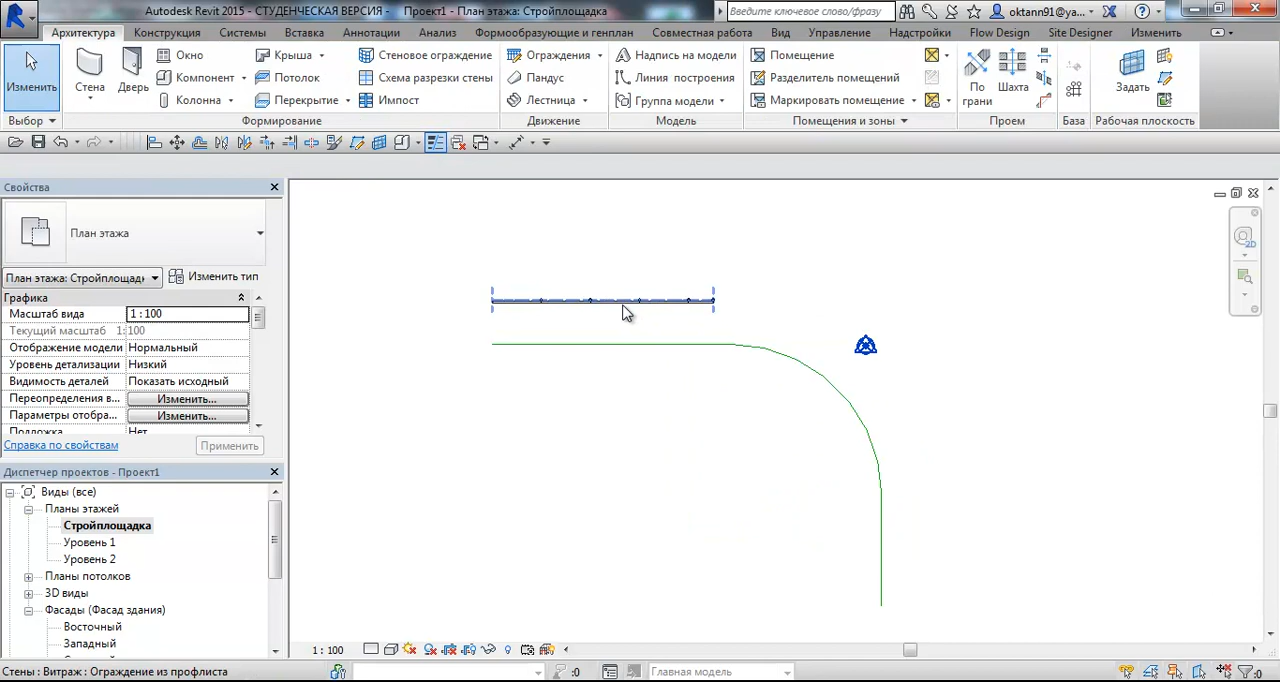 Autodesk Revit 2015 - СТУДЕНЧЕСКАЯ ВЕРСИЯ - Проект1 - План этажа: Стройплощадка
Введите ключевое слово/фразу
oktann91@ya...
Архитектура Конструкция Системы Вставка Аннотации Анализ Формообразующие и генплан Совместная работа Вид Управление Надстройки Flow Design Site Designer Изменить
Окно Крыша Стеновое ограждение Ограждения Надпись на модели Помещение
Компонент Потолок Схема разрезки стены Пандус Линия построения Разделитель помещений
Изменить Стена Дверь По грани Шахта Задать
Колонна Перекрытие Импост Лестница Группа модели Маркировать помещение
Выбор Формирование Движение Модель Помещения и зоны Проем База Рабочая плоскость
Свойства
План этажа
План этажа: Стройплощад Изменить тип
Графика
Масштаб вида 1 : 100
Текущий масштаб 1: 100
Отображение модели Нормальный
Уровень детализации Низкий
Видимость деталей Показать исходный
Переопределения в... Изменить...
Параметры отобра... Изменить...
Подложка Нет
Справка по свойствам Применить
Диспетчер проектов - Проект1
Виды (все)
Планы этажей
Стройплощадка
Уровень 1
Уровень 2
Планы потолков
3D виды
Фасады (Фасад здания)
Восточный
Западный
2D
1 : 100
Стены : Витраж : Ограждение из профлиста
:0
Главная модель
:0